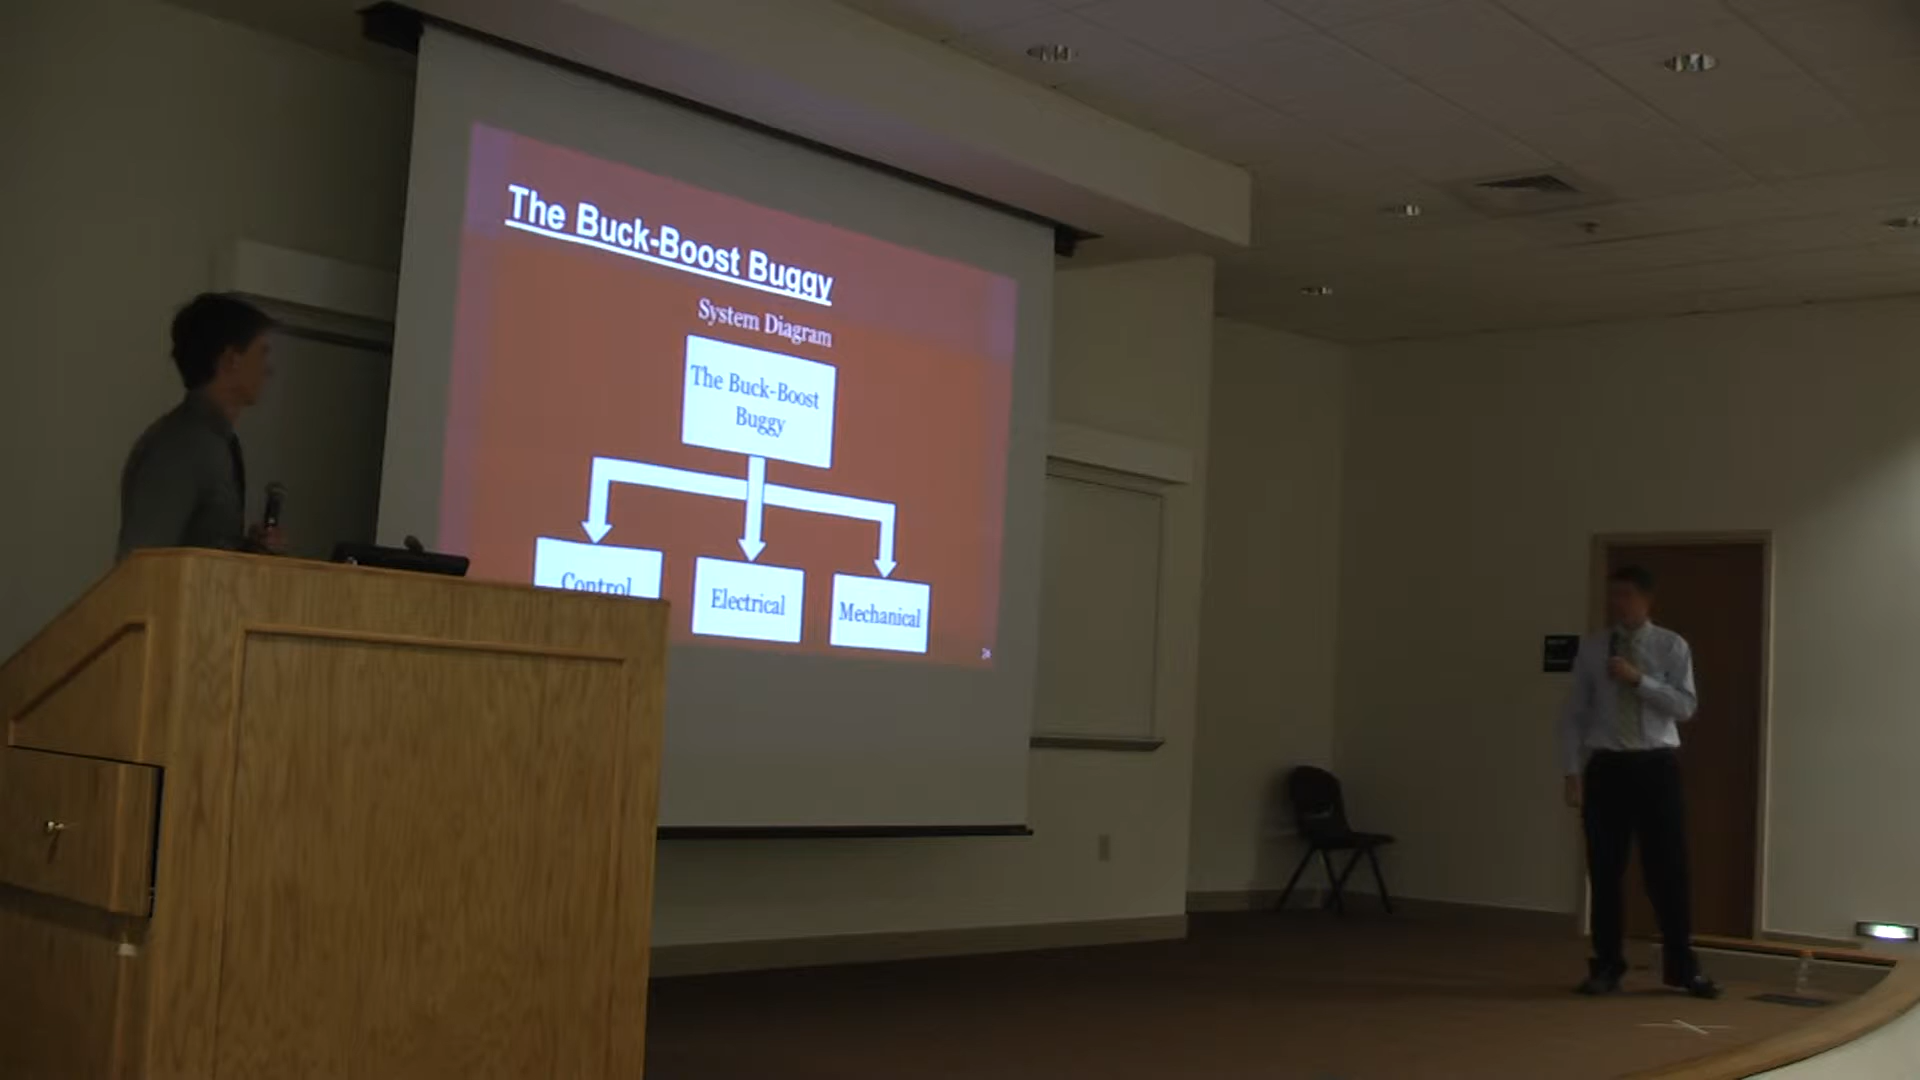 The Buck-Boost Buggy
System Diagram
The Buck-Boost
Buggy
Control
Electrical
Mechanical